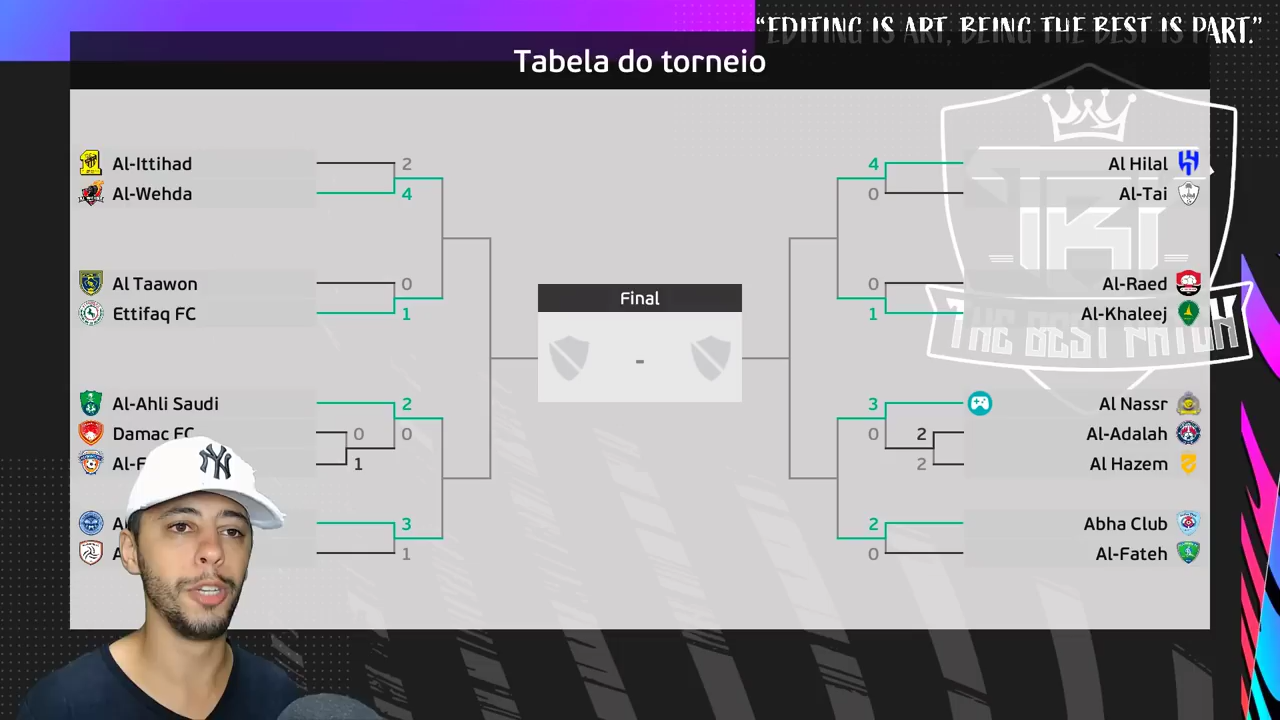 “EDITING IS ART, BEING THE BEST IS PART.”
Tabela do torneio
Al-Ittihad 2
Al-Wehda 4
Al Taawon 0
Ettifaq FC 1
Al-Ahli Saudi 2
Damac FC 0 0
1
3
1
Final
-
4 Al Hilal
0 Al-Tai
0 Al-Raed
1 Al-Khaleej
3 Al Nassr
0 2 Al-Adalah
2 Al Hazem
2 Abha Club
0 Al-Fateh
THE BEST PATCH
NY